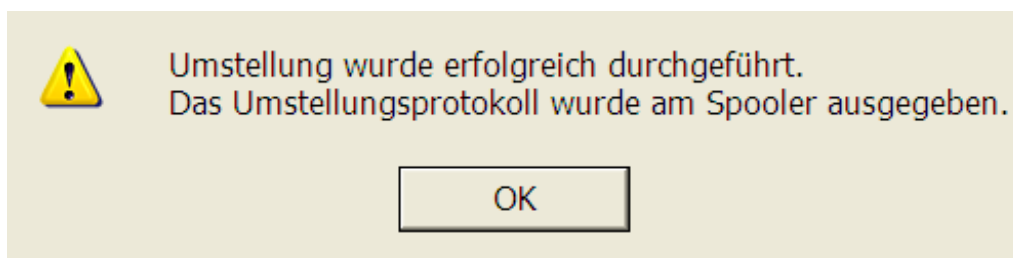 Umstellung wurde erfolgreich durchgeführt.
Das Umstellungsprotokoll wurde am Spooler ausgegeben.
OK